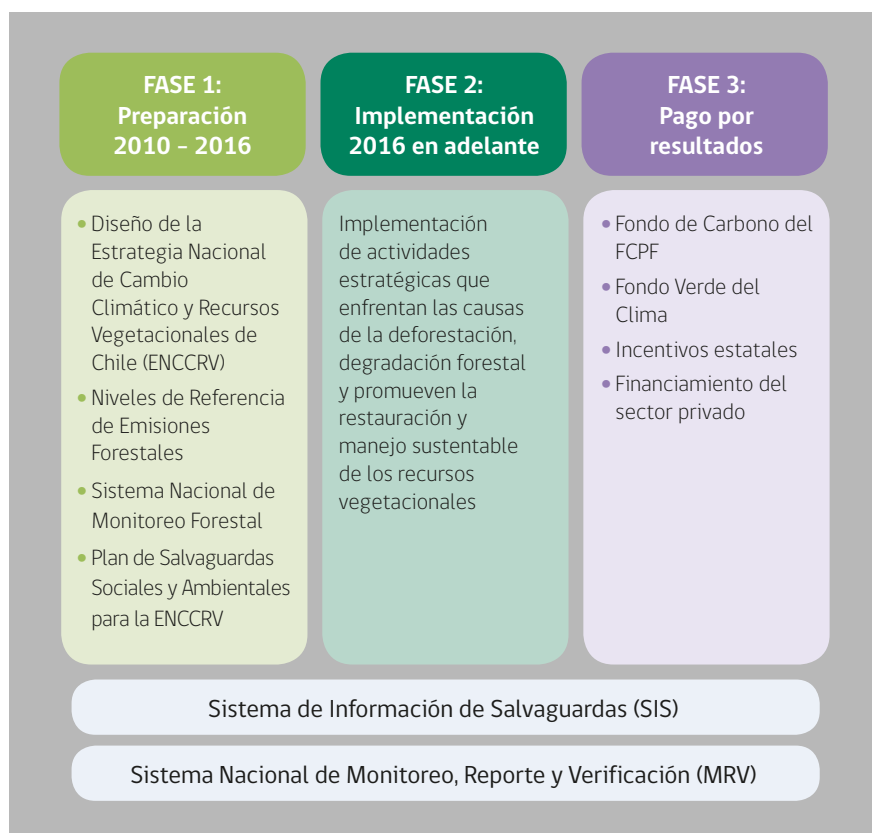 FASE 1:
Preparación
2010 – 2016
• Diseño de la
Estrategia Nacional
de Cambio
Climático y Recursos
Vegetacionales de
Chile (ENCCRV)
• Niveles de Referencia
de Emisiones
Forestales
• Sistema Nacional de
Monitoreo Forestal
• Plan de Salvaguardas
Sociales y Ambientales
para la ENCCRV
FASE 2:
Implementación
2016 en adelante
Implementación
de actividades
estratégicas que
enfrentan las causas
de la deforestación,
degradación forestal
y promueven la
restauración y
manejo sustentable
de los recursos
vegetacionales
FASE 3:
Pago por
resultados
• Fondo de Carbono del
FCPF
• Fondo Verde del
Clima
• Incentivos estatales
• Financiamiento del
sector privado
Sistema de Información de Salvaguardas (SIS)
Sistema Nacional de Monitoreo, Reporte y Verificación (MRV)